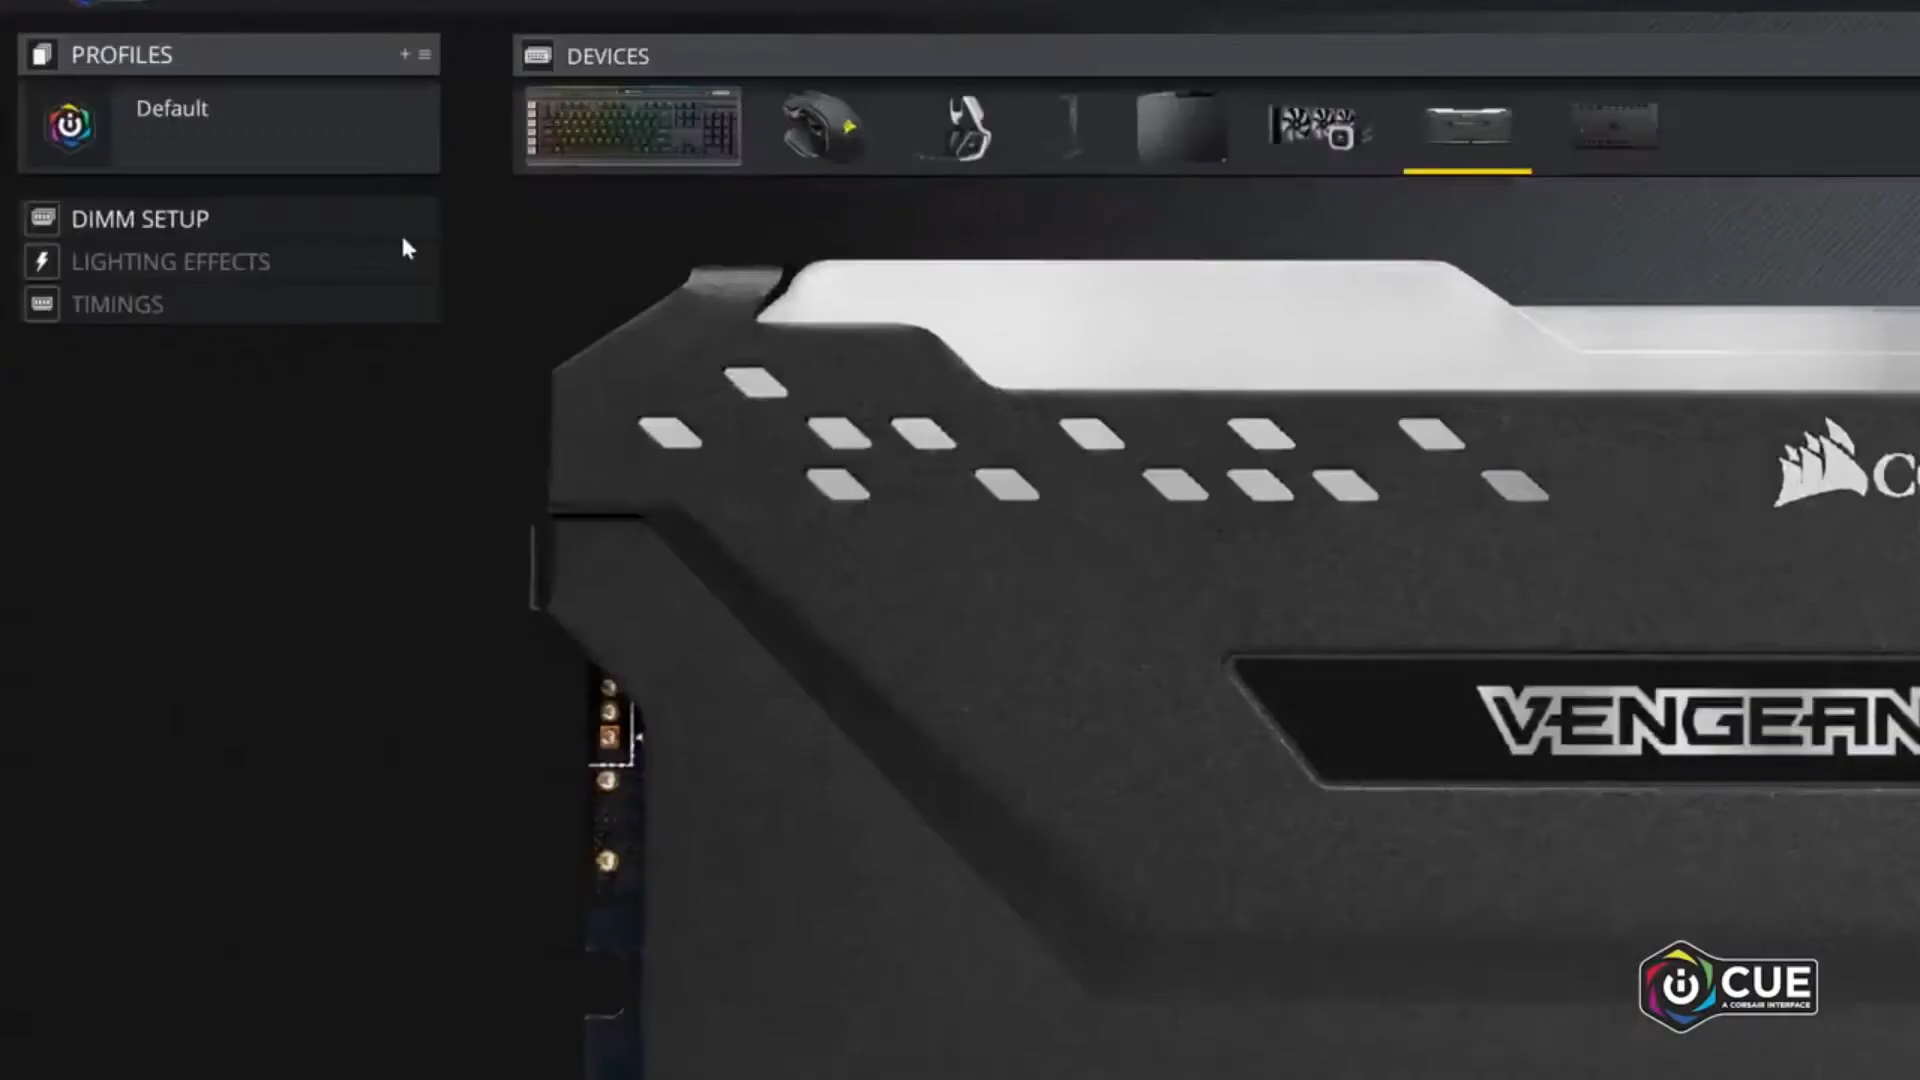 PROFILES
Default
DIMM SETUP
LIGHTING EFFECTS
TIMINGS
DEVICES
CUE
A CORSAIR INTERFACE